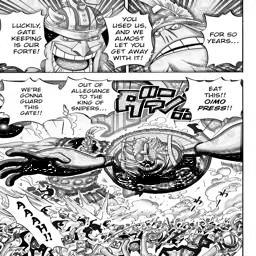 FOR 50
YEARS...
YOU
USED US,
AND WE
ALMOST
LET YOU
GET AWAY
WITH IT!
LUCKILY,
GATE
KEEPING
IS OUR
FORTE!
EAT
THIS!!
OIMO
PRESS!!
OUT OF
ALLEGIANCE
TO THE
KING OF
SNIPERS...
WE'RE
GONNA
GUARD
THIS
GATE!!
AAAH!!